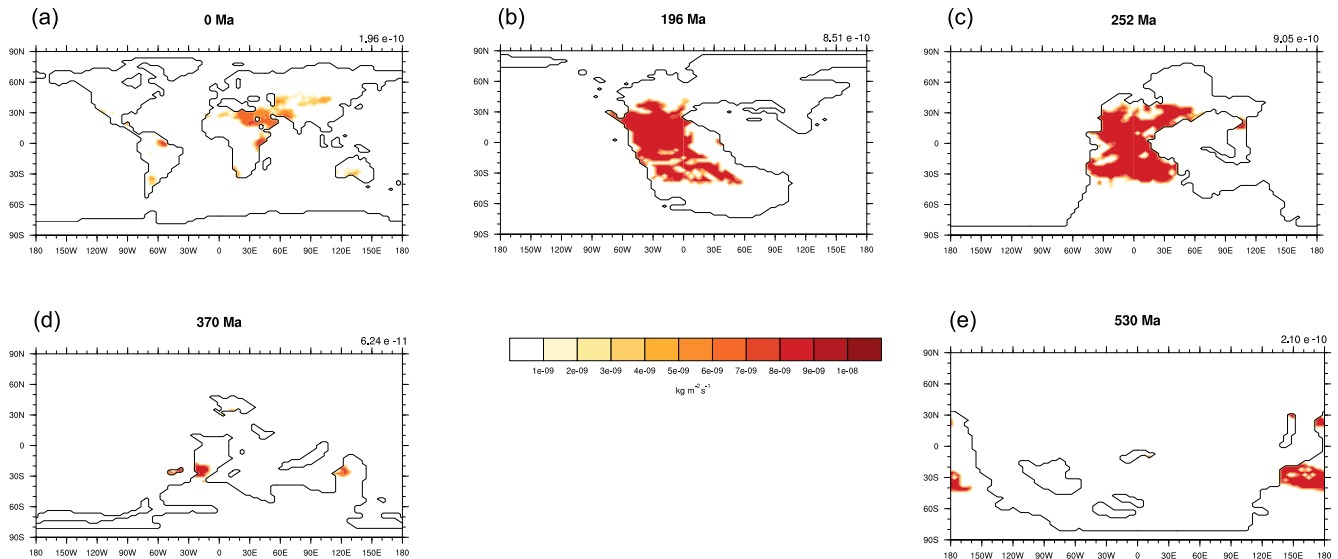 (a)
0 Ma
1.96 e-10
90N
60N
30N
0
30S
60S
90S
180 150W 120W 90W 60W 30W 0 30E 60E 90E 120E 150E 180
(b)
196 Ma
8.51 e-10
90N
60N
30N
0
30S
60S
90S
180 150W 120W 90W 60W 30W 0 30E 60E 90E 120E 150E 180
(c)
252 Ma
9.05 e-10
90N
60N
30N
0
30S
60S
90S
180 150W 120W 90W 60W 30W 0 30E 60E 90E 120E 150E 180
(d)
370 Ma
6.24 e-11
90N
60N
30N
0
30S
60S
90S
180 150W 120W 90W 60W 30W 0 30E 60E 90E 120E 150E 180
1e-09 2e-09 3e-09 4e-09 5e-09 6e-09 7e-09 8e-09 9e-09 1e-08
kg m⁻²s⁻¹
(e)
530 Ma
2.10 e-10
90N
60N
30N
0
30S
60S
90S
180 150W 120W 90W 60W 30W 0 30E 60E 90E 120E 150E 180